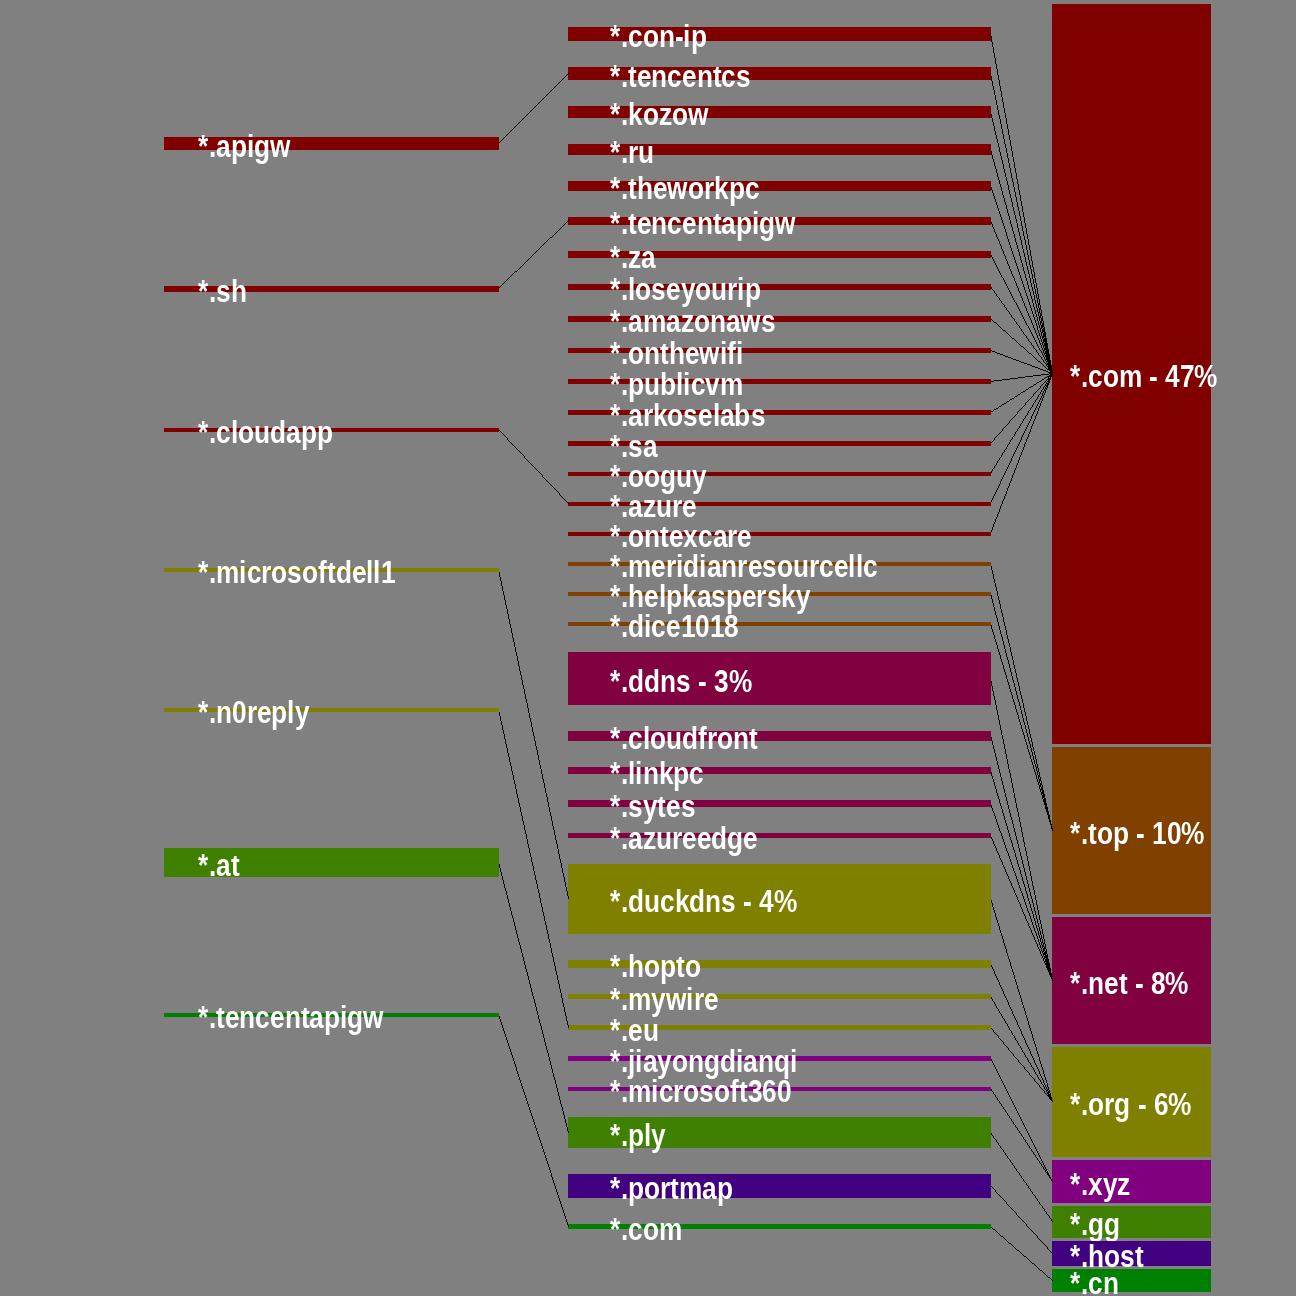 *.apigw
*.sh
*.cloudapp
*.microsoftdell1
*.n0reply
*.at
*.tencentapigw
*.con-ip
*.tencentcs
*.kozow
*.ru
*.theworkpc
*.tencentapigw
*.za
*.loseyourip
*.amazonaws
*.onthewifi
*.publicvm
*.arkoselabs
*.sa
*.ooguy
*.azure
*.ontexcare
*.meridianresourcellc
*.helpkaspersky
*.dice1018
*.ddns - 3%
*.cloudfront
*.linkpc
*.sytes
*.azureedge
*.duckdns - 4%
*.hopto
*.mywire
*.eu
*.jiayongdianqi
*.microsoft360
*.ply
*.portmap
*.com
*.com - 47%
*.top - 10%
*.net - 8%
*.org - 6%
*.xyz
*.gg
*.host
*.cn